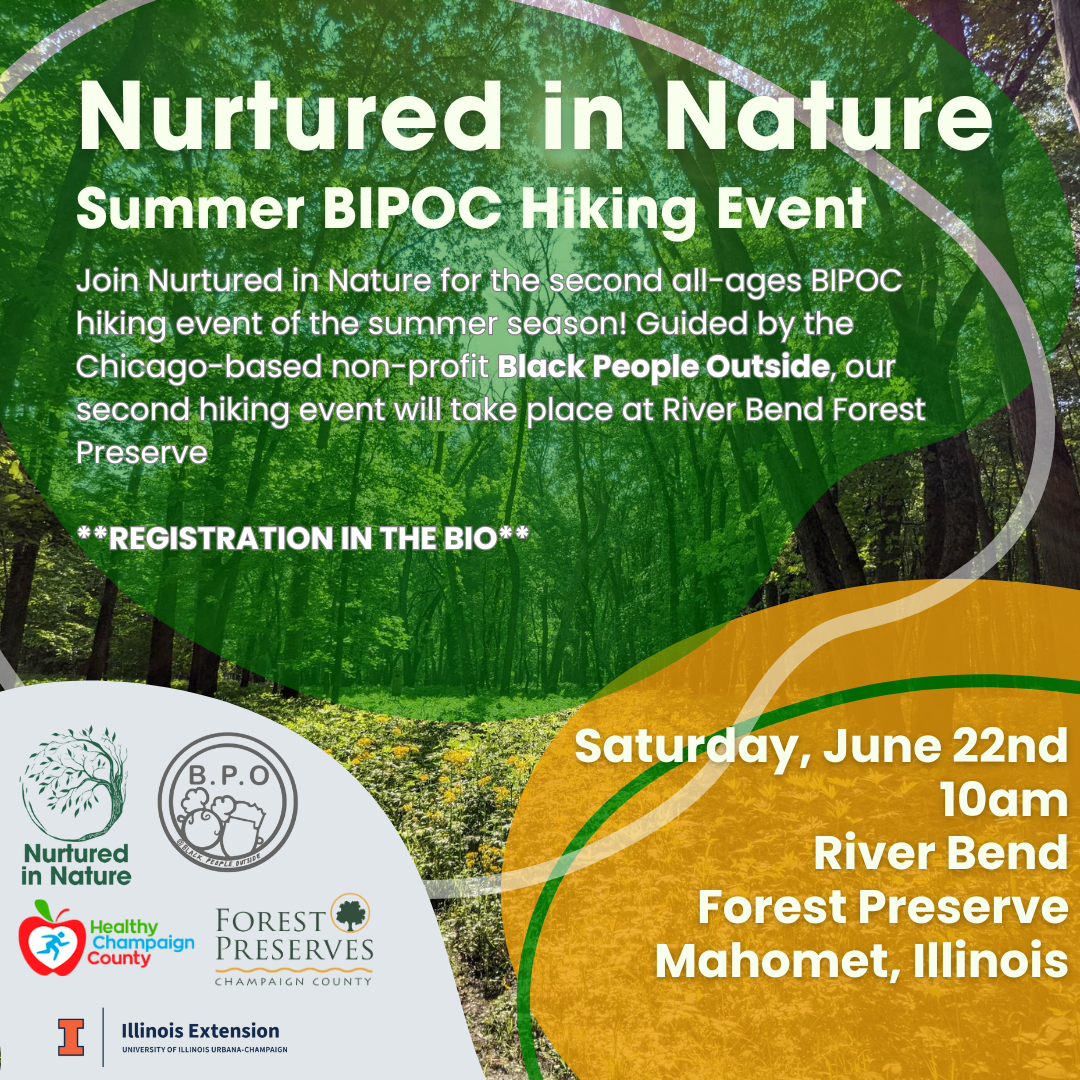 Nurtured in Nature
Summer BIPOC Hiking Event
Join Nurtured in Nature for the second all-ages BIPOC
hiking event of the summer season! Guided by the
Chicago-based non-profit Black People Outside, our
second hiking event will take place at River Bend Forest
Preserve
**REGISTRATION IN THE BIO**
Saturday, June 22nd
10am
River Bend
Forest Preserve
Mahomet, Illinois
Nurtured
in Nature
B.P.O
©BLACK PEOPLE OUTSIDE
Healthy
Champaign
County
FOREST
PRESERVES
CHAMPAIGN COUNTY
I
Illinois Extension
UNIVERSITY OF ILLINOIS URBANA-CHAMPAIGN